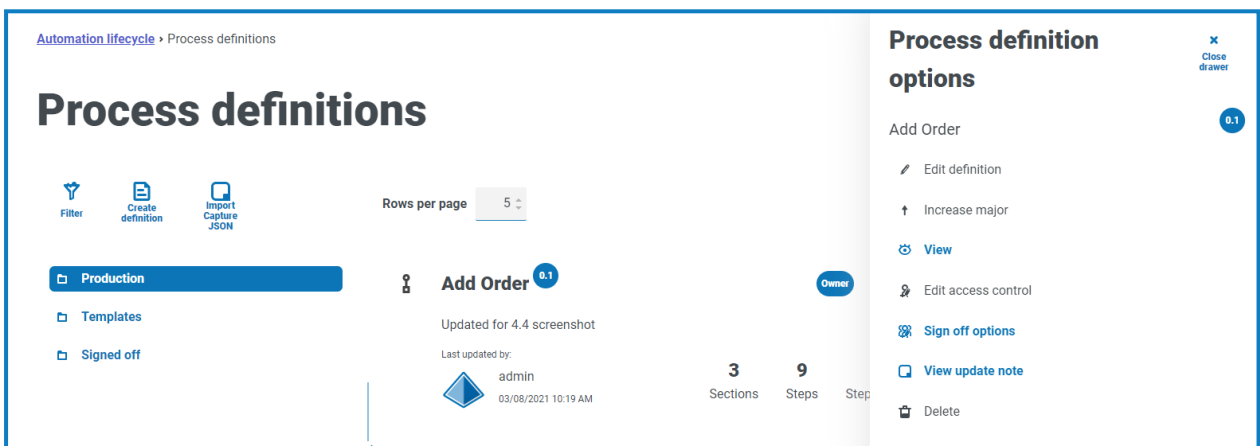 Automation lifecycle › Process definitions
Process definitions
Filter
Create
definition
Import
Capture
JSON
Rows per page 5
Production
Templates
Signed off
Add Order 0.1
Owner
Updated for 4.4 screenshot
Last updated by:
admin
03/08/2021 10:19 AM
3
Sections
9
Steps
Step
Process definition
options
Close
drawer
Add Order 0.1
Edit definition
Increase major
View
Edit access control
Sign off options
View update note
Delete